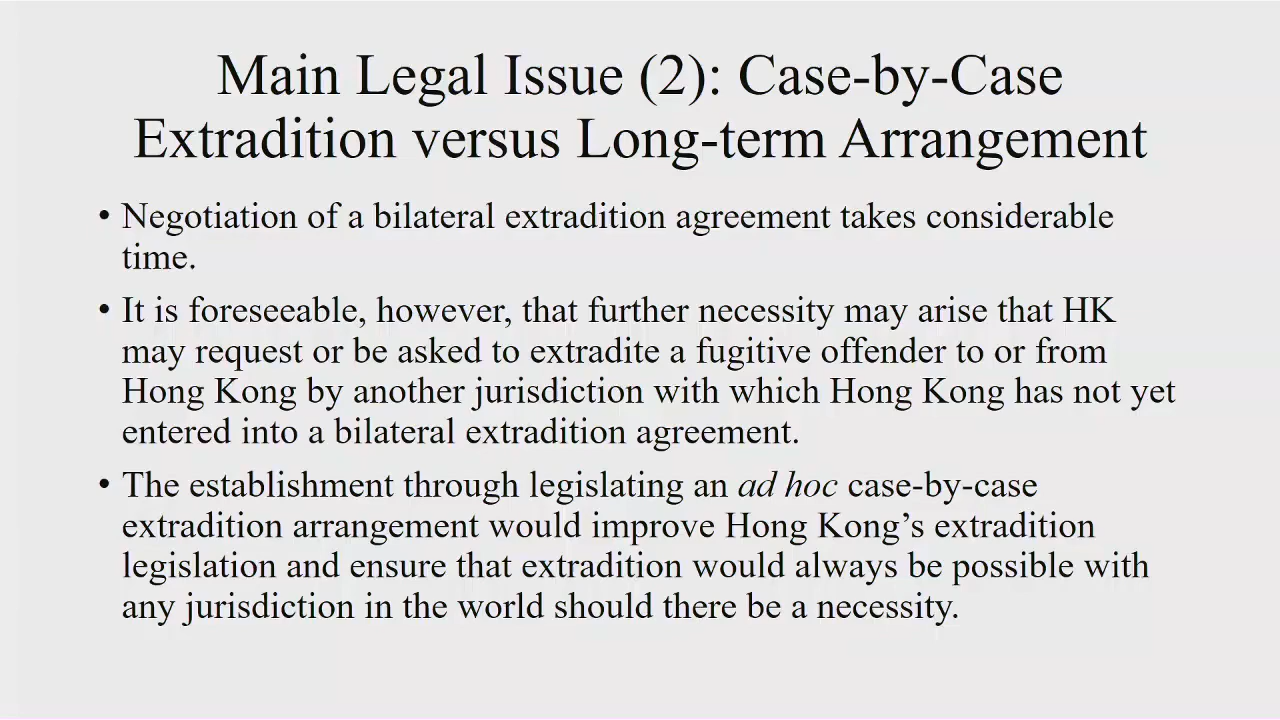 Main Legal Issue (2): Case-by-Case
Extradition versus Long-term Arrangement
• Negotiation of a bilateral extradition agreement takes considerable
time.
• It is foreseeable, however, that further necessity may arise that HK
may request or be asked to extradite a fugitive offender to or from
Hong Kong by another jurisdiction with which Hong Kong has not yet
entered into a bilateral extradition agreement.
• The establishment through legislating an ad hoc case-by-case
extradition arrangement would improve Hong Kong’s extradition
legislation and ensure that extradition would always be possible with
any jurisdiction in the world should there be a necessity.